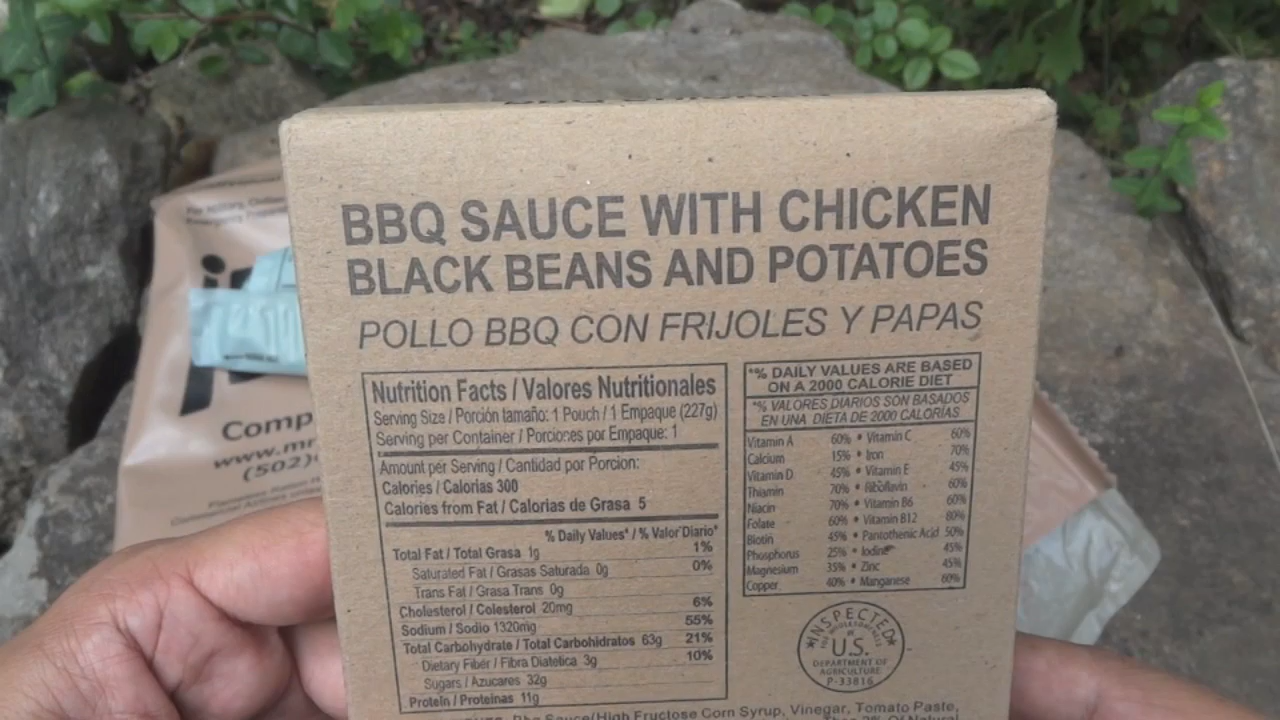 BBQ SAUCE WITH CHICKEN
BLACK BEANS AND POTATOES
POLLO BBQ CON FRIJOLES Y PAPAS
Nutrition Facts / Valores Nutritionales
Serving Size / Porción tamaño: 1 Pouch / 1 Empaque (227g)
Serving per Container / Porciones por Empaque: 1
Amount per Serving / Cantidad por Porcion:
Calories / Calorias 300
Calories from Fat / Calorias de Grasa 5
% Daily Values* / % Valor Diario*
Total Fat / Total Grasa 1g 1%
Saturated Fat / Grasas Saturada 0g 0%
Trans Fat / Grasa Trans 0g
Cholesterol / Colesterol 20mg 6%
Sodium / Sodio 1320mg 55%
Total Carbohydrate / Total Carbohidratos 63g 21%
Dietary Fiber / Fibra Diatetica 3g 10%
Sugars / Azucares 32g
Protein / Proteinas 11g
*% DAILY VALUES ARE BASED
ON A 2000 CALORIE DIET
*% VALORES DIARIOS SON BASADOS
EN UNA DIETA DE 2000 CALORÍAS
Vitamin A 60% • Vitamin C 60%
Calcium 15% • Iron 70%
Vitamin D 45% • Vitamin E 45%
Thiamin 70% • Riboflavin 60%
Niacin 70% • Vitamin B6 60%
Folate 60% • Vitamin B12 80%
Biotin 45% • Pantothenic Acid 50%
Phosphorus 25% • Iodine 45%
Magnesium 35% • Zinc 45%
Copper 40% • Manganese 60%
INSPECTED
U.S.
DEPARTMENT OF
AGRICULTURE
P-33816
Bbq Sauce(High Fructose Corn Syrup, Vinegar, Tomato Paste,
Than 2% Of Natural
Comp
www.mr
(502)